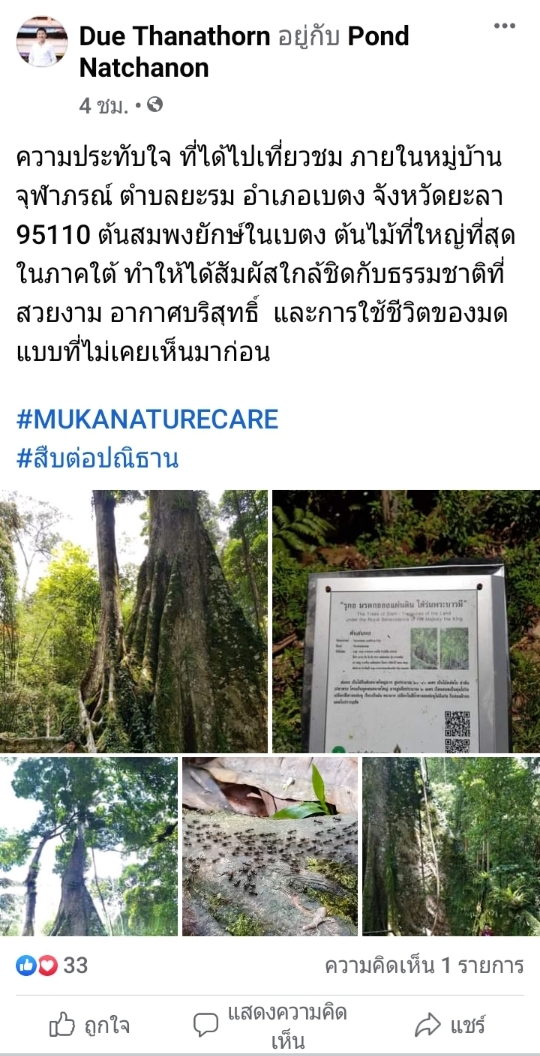 Due Thanathorn อยู่กับ Pond
Natchanon
4 ชม.
ความประทับใจ ที่ได้ไปเที่ยวชม ภายในหมู่บ้าน
จุฬาภรณ์ ตำบลยะรม อำเภอเบตง จังหวัดยะลา
95110 ต้นสมพงยักษ์ในเบตง ต้นไม้ที่ใหญ่ที่สุด
ในภาคใต้ ทำให้ได้สัมผัสใกล้ชิดกับธรรมชาติที่
สวยงาม อากาศบริสุทธิ์ และการใช้ชีวิตของมด
แบบที่ไม่เคยเห็นมาก่อน
#MUKANATURECARE
#สืบต่อปณิธาน
"รุกข มรดกของแผ่นดิน ใต้ร่มพระบารมี"
under the Royal Benevolence of His Majesty the King
ต้นสมพง
33
ความคิดเห็น 1 รายการ
ถูกใจ
แสดงความคิด
เห็น
แชร์